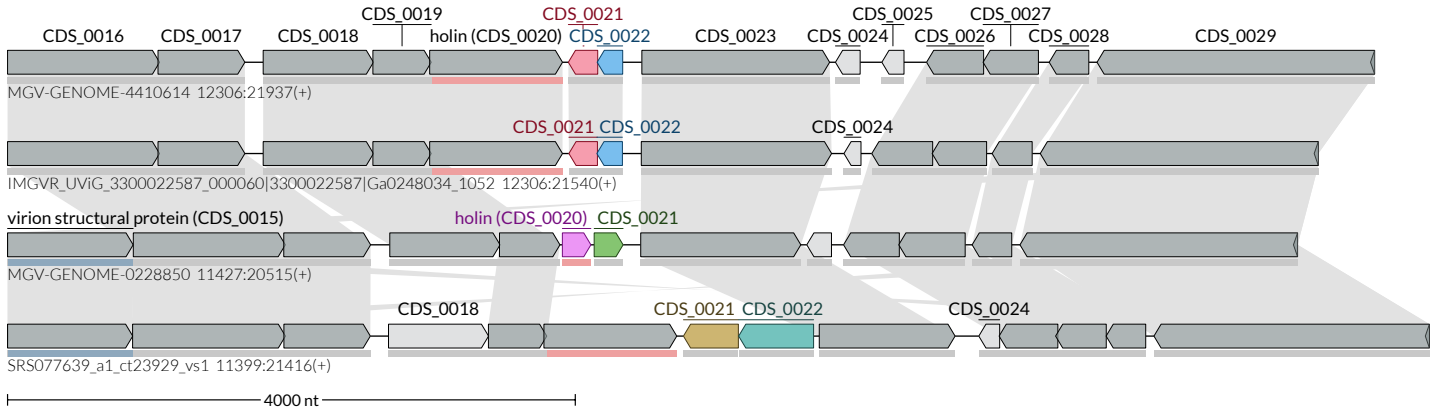 CDS_0019 CDS_0021 CDS_0025 CDS_0027
CDS_0016 CDS_0017 CDS_0018 holin (CDS_0020) CDS_0022 CDS_0023 CDS_0024 CDS_0026 CDS_0028 CDS_0029
MGV-GENOME-4410614 12306:21937(+)
CDS_0021 CDS_0022 CDS_0024
IMGVR_UViG_3300022587_000060|3300022587|Ga0248034_1052 12306:21540(+)
virion structural protein (CDS_0015) holin (CDS_0020) CDS_0021
MGV-GENOME-0228850 11427:20515(+)
CDS_0018 CDS_0021 CDS_0022 CDS_0024
SRS077639_a1_ct23929_vs1 11399:21416(+)
4000 nt